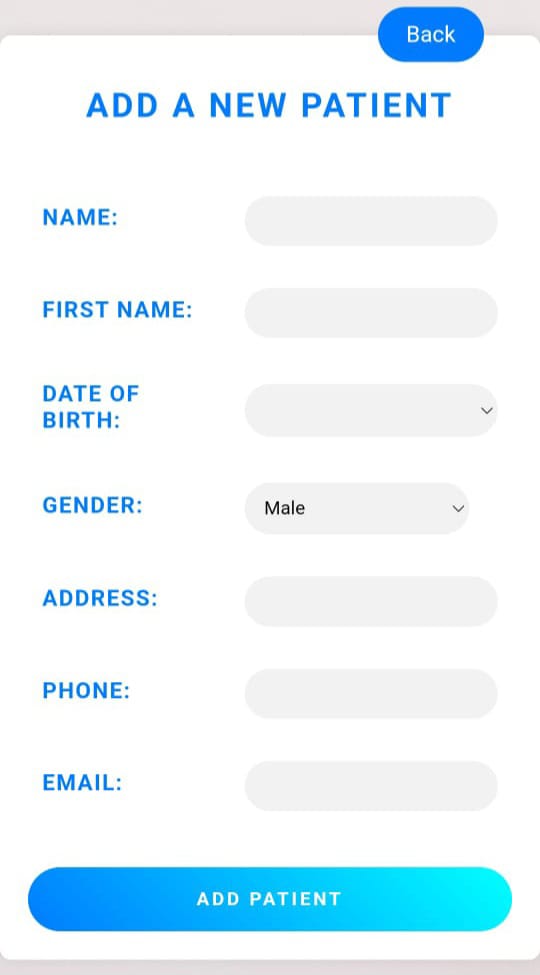 Back
ADD A NEW PATIENT
NAME:
FIRST NAME:
DATE OF
BIRTH:
GENDER:
Male
ADDRESS:
PHONE:
EMAIL:
ADD PATIENT